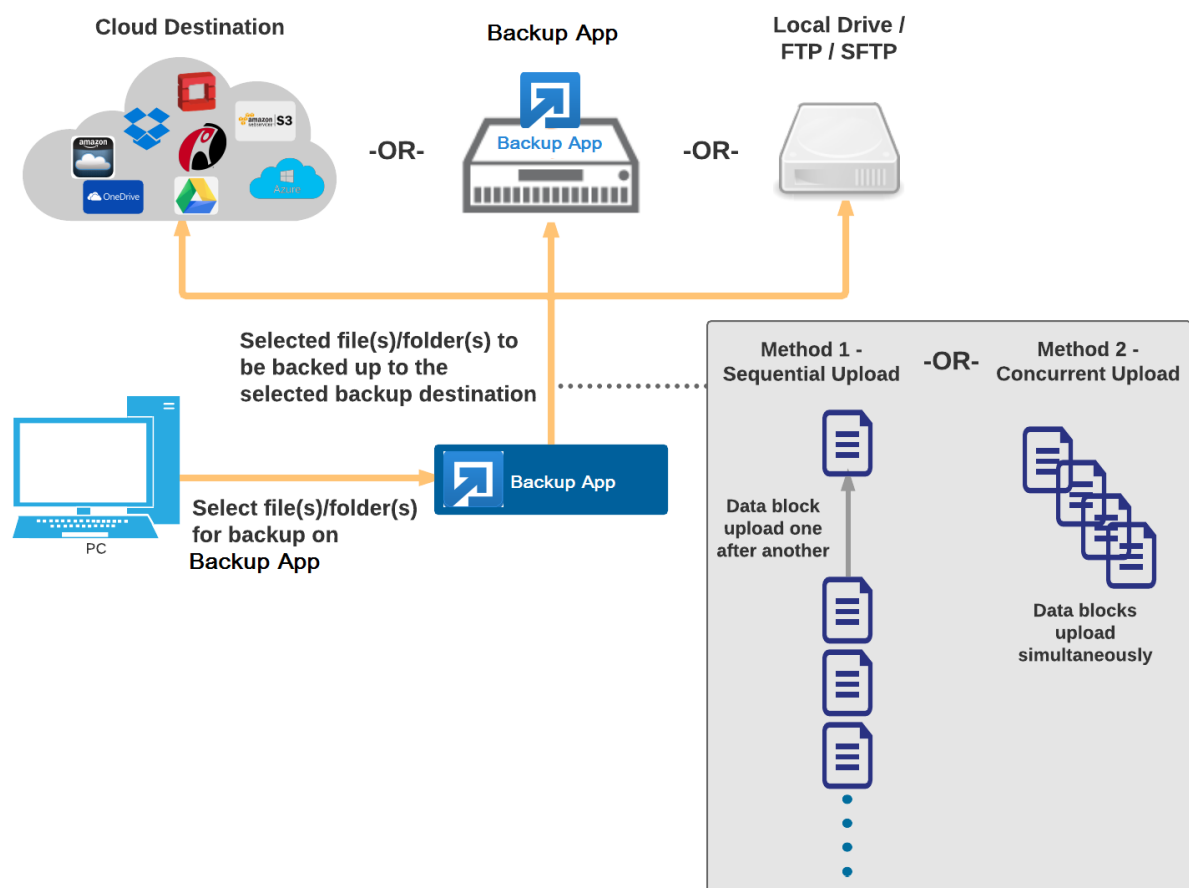 Cloud Destination
Backup App
Local Drive /
FTP / SFTP
amazon
webservices
S3
amazon
OneDrive
Azure
-OR-
Backup App
-OR-
Selected file(s)/folder(s) to
be backed up to the
selected backup destination
Backup App
Select file(s)/folder(s)
for backup on
Backup App
PC
Method 1 -
Sequential Upload
-OR-
Method 2 -
Concurrent Upload
Data block
upload one
after another
Data blocks
upload
simultaneously